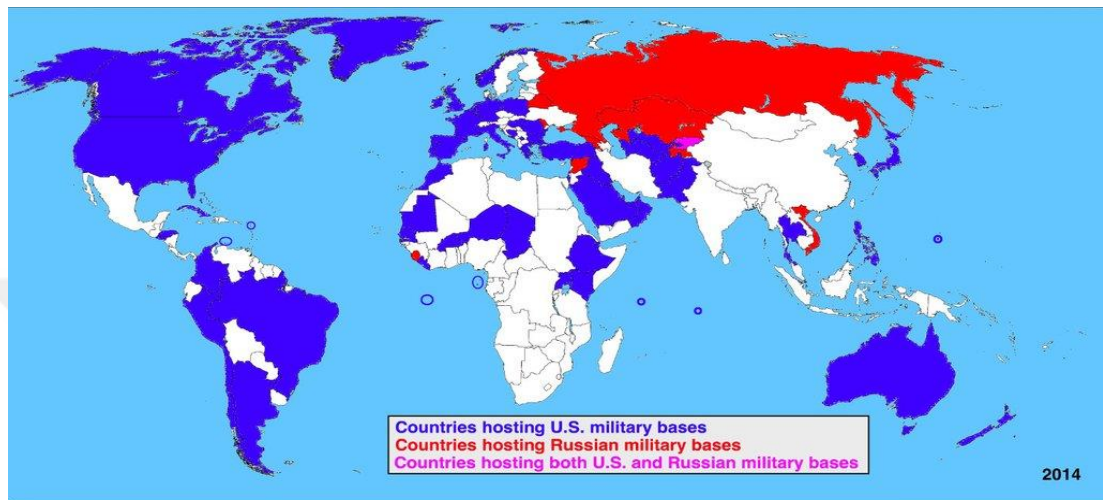 Countries hosting U.S. military bases
Countries hosting Russian military bases
Countries hosting both U.S. and Russian military bases
2014